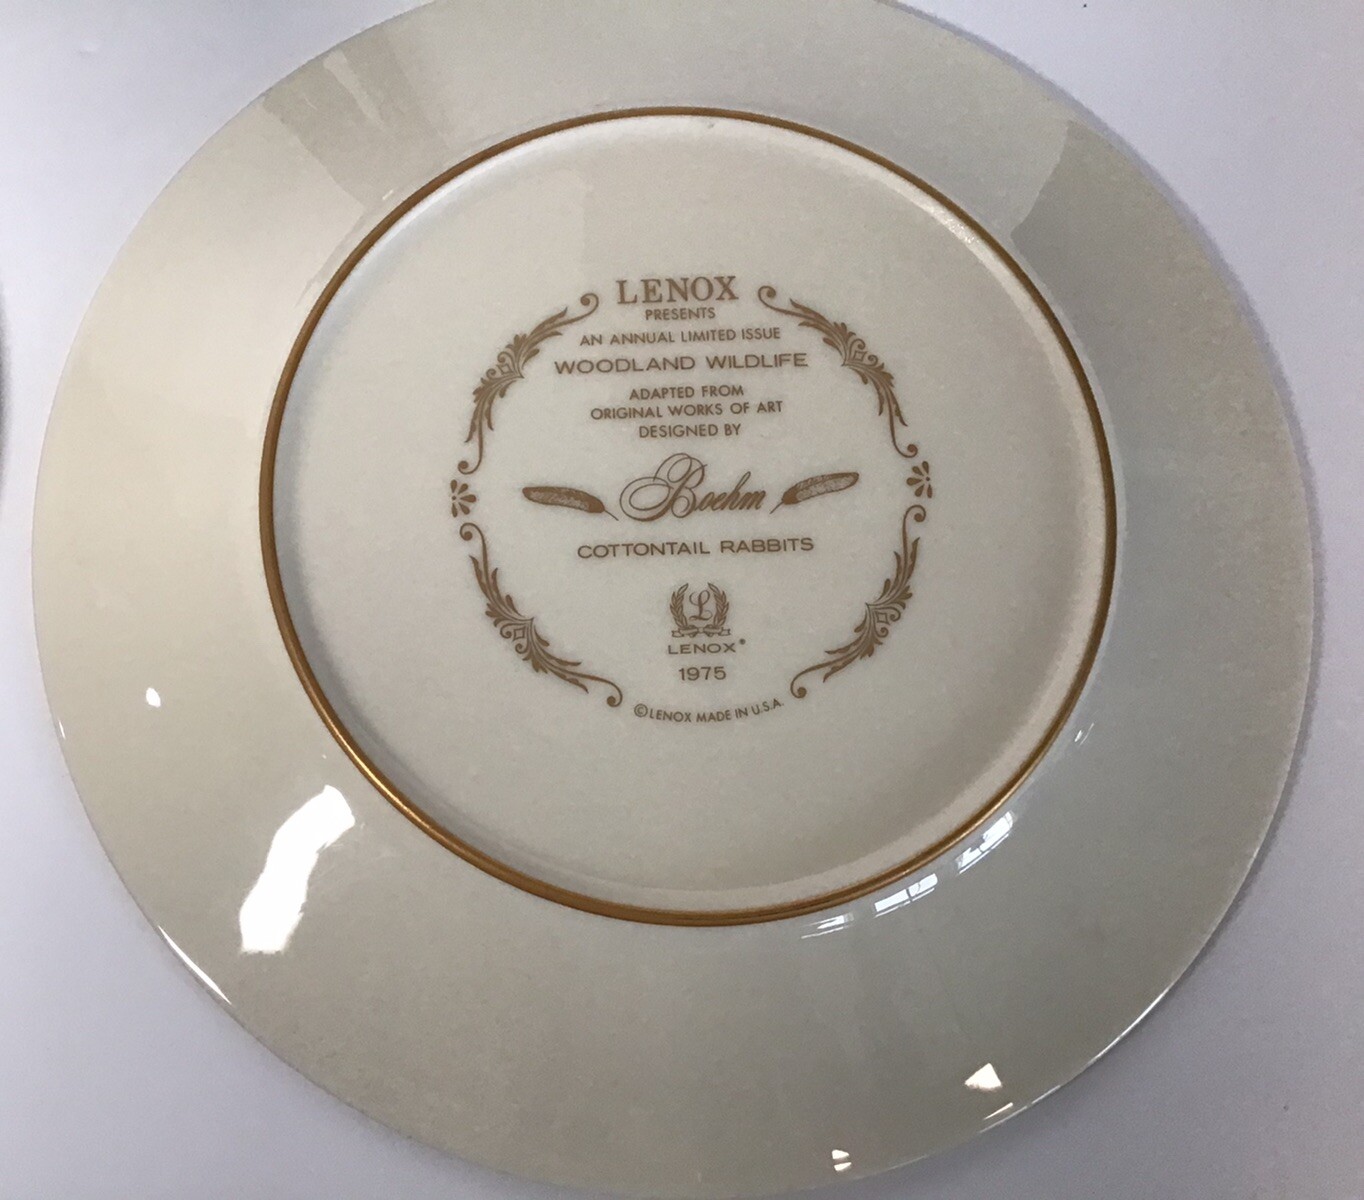 LENOX
PRESENTS
AN ANNUAL LIMITED ISSUE
WOODLAND WILDLIFE
ADAPTED FROM
ORIGINAL WORKS OF ART
DESIGNED BY
Boehm
COTTONTAIL RABBITS
L
LENOX®
1975
©LENOX MADE IN U.S.A.